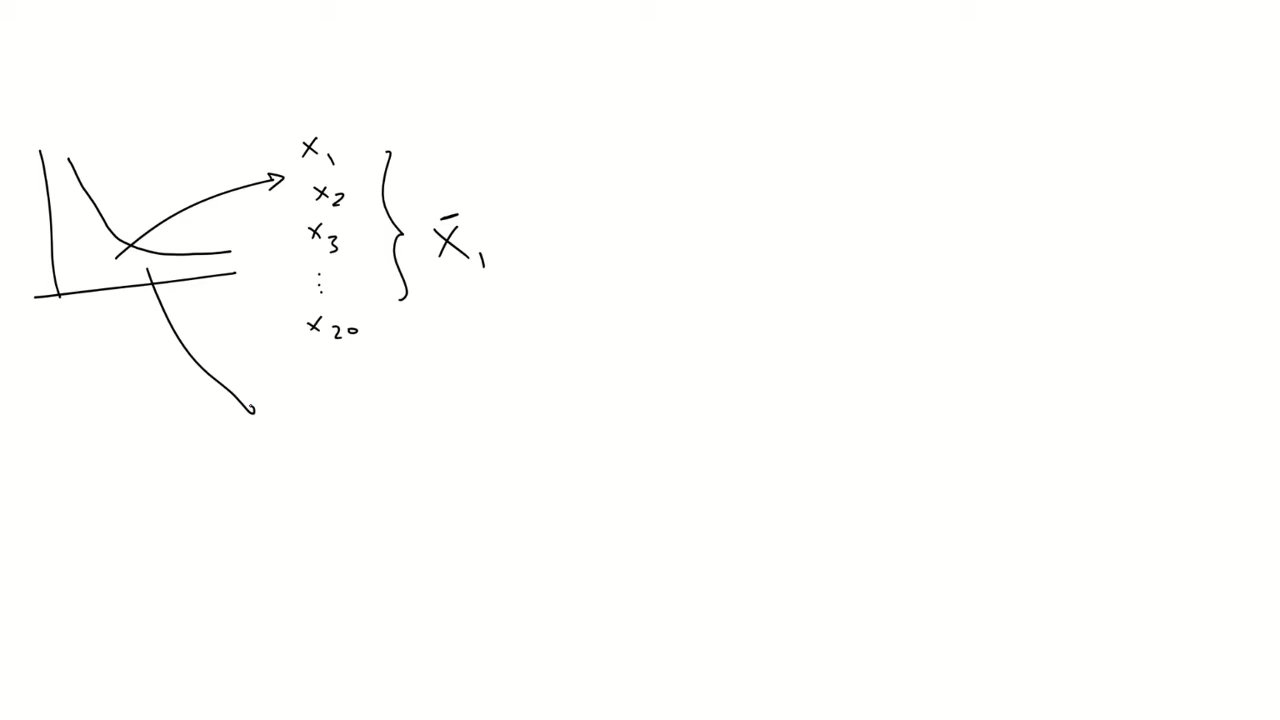 x₁
x₂
x₃
⋮
x₂₀
} x̄₁